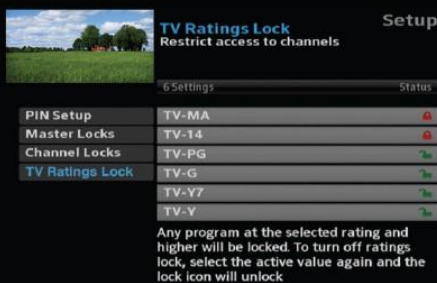 Setup
TV Ratings Lock
Restrict access to channels
6 Settings
Status
PIN Setup
Master Locks
Channel Locks
TV Ratings Lock
TV-MA
TV-14
TV-PG
TV-G
TV-Y7
TV-Y
Any program at the selected rating and
higher will be locked. To turn off ratings
lock, select the active value again and the
lock icon will unlock